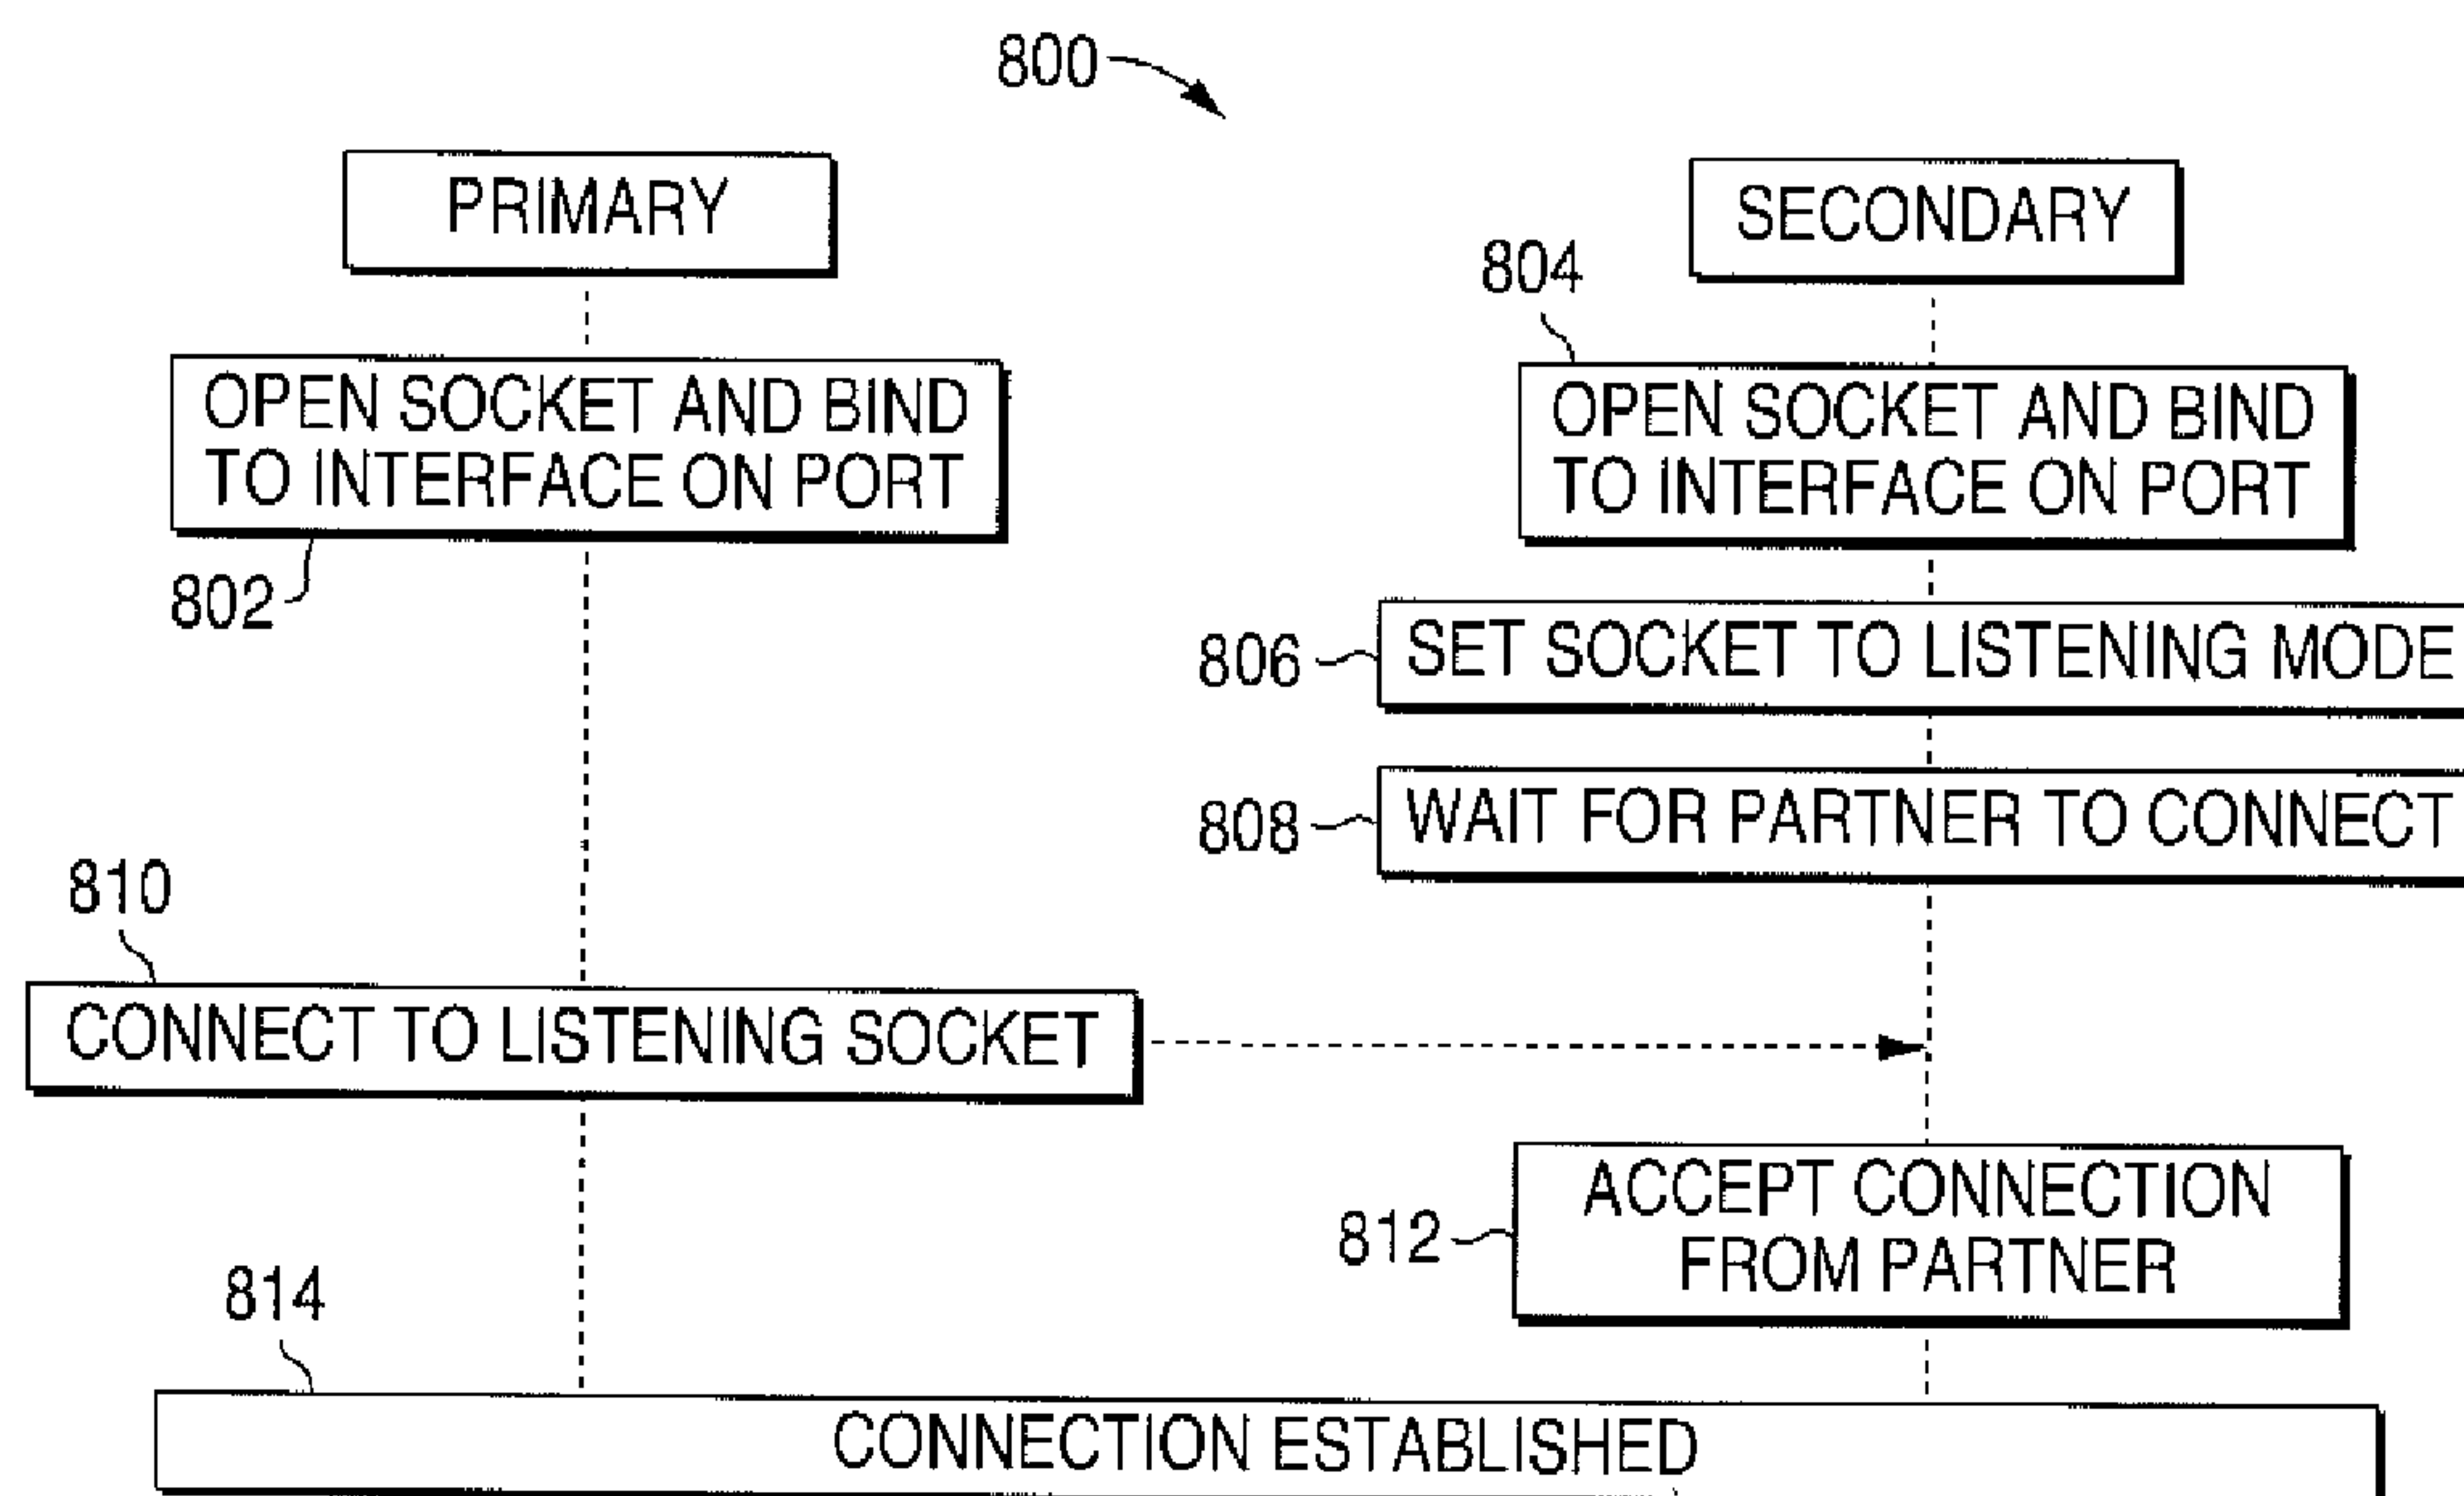 800
PRIMARY
SECONDARY
804
OPEN SOCKET AND BIND
TO INTERFACE ON PORT
802
OPEN SOCKET AND BIND
TO INTERFACE ON PORT
806
SET SOCKET TO LISTENING MODE
808
WAIT FOR PARTNER TO CONNECT
810
CONNECT TO LISTENING SOCKET
812
ACCEPT CONNECTION
FROM PARTNER
814
CONNECTION ESTABLISHED